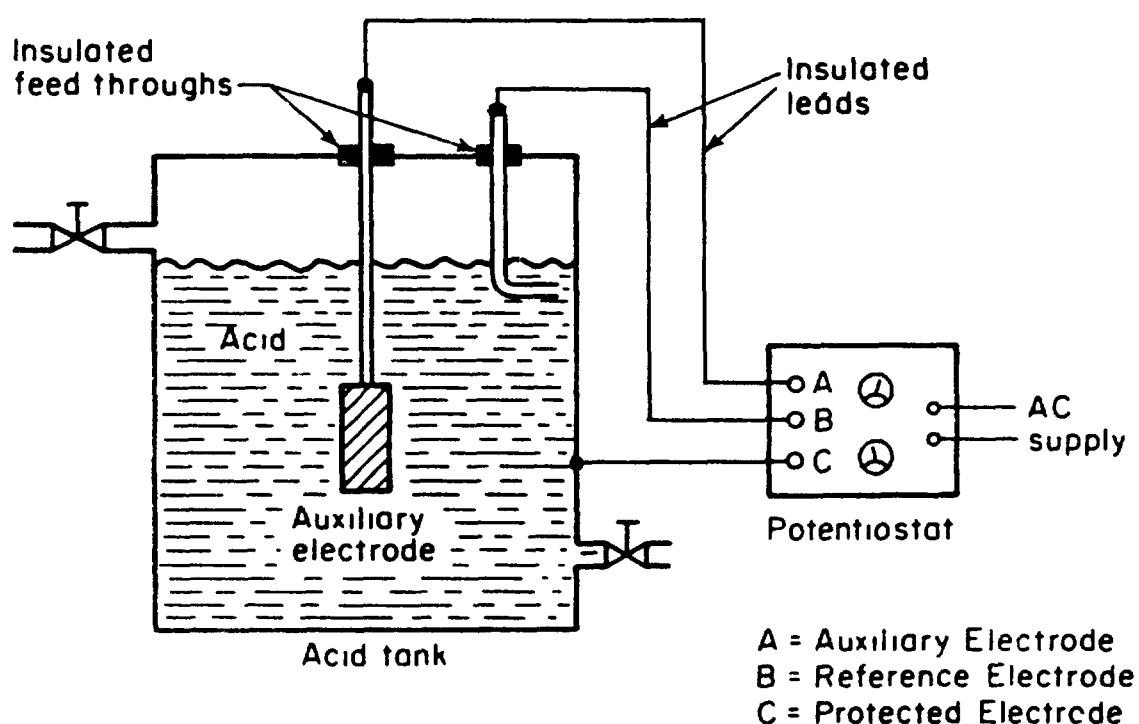 Insulated
feed throughs
Insulated
leads
Acid
Auxiliary
electrode
A
B
C
AC
supply
Potentiostat
Acid tank
A = Auxiliary Electrode
B = Reference Electrode
C = Protected Electrode